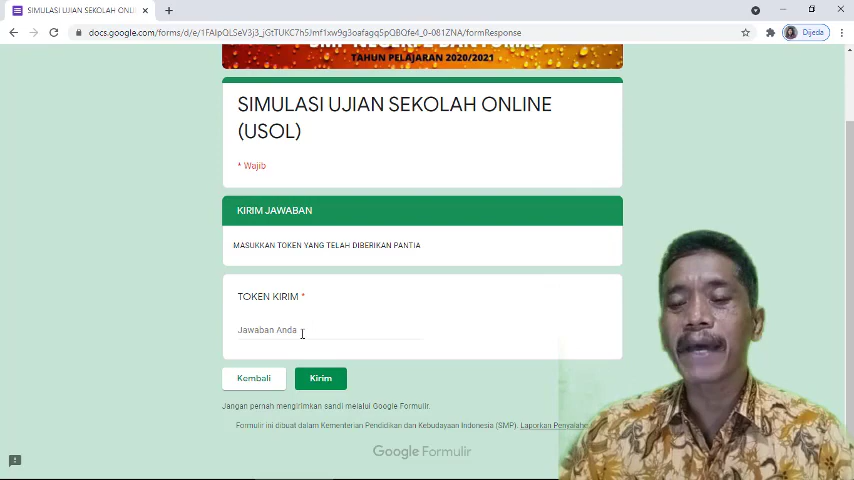 SIMULASI UJIAN SEKOLAH ONLI
docs.google.com/forms/d/e/1FAIpQLSeV3j3_jGtTUKC7h5Jmf1xw9g3oafagq5pQBQfe4_0-081ZNA/formResponse
Dijeda
TAHUN PELAJARAN 2020/2021
SIMULASI UJIAN SEKOLAH ONLINE
(USOL)
* Wajib
KIRIM JAWABAN
MASUKKAN TOKEN YANG TELAH DIBERIKAN PANTIA
TOKEN KIRIM *
Jawaban Anda
Kembali
Kirim
Jangan pernah mengirimkan sandi melalui Google Formulir.
Formulir ini dibuat dalam Kementerian Pendidikan dan Kebudayaan Indonesia (SMP). Laporkan Penyalahg
Google Formulir